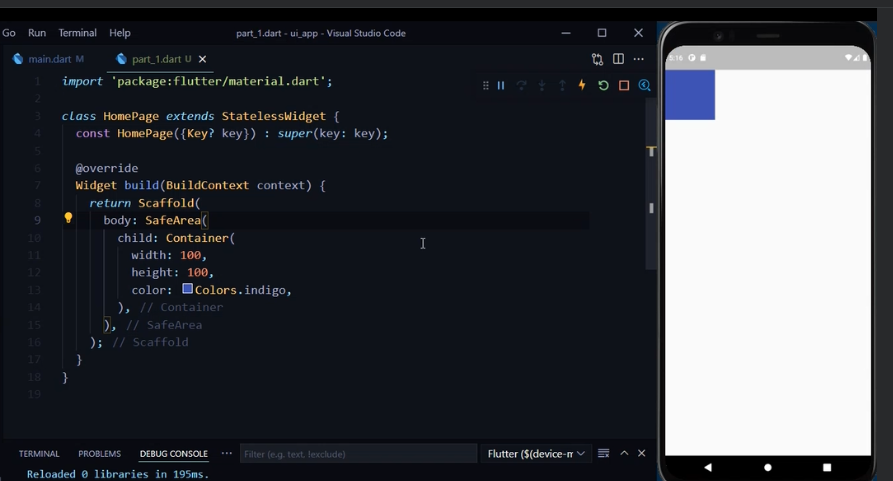 Go Run Terminal Help part_1.dart - ui_app - Visual Studio Code
main.dart M part_1.dart U
1 import 'package:flutter/material.dart';
2
3 class HomePage extends StatelessWidget {
4 const HomePage({Key? key}) : super(key: key);
5
6 @override
7 Widget build(BuildContext context) {
8 return Scaffold(
9 body: SafeArea(
10 child: Container(
11 width: 100,
12 height: 100,
13 color: Colors.indigo,
14 ), // Container
15 ), // SafeArea
16 ); // Scaffold
17 }
18 }
19
TERMINAL PROBLEMS DEBUG CONSOLE ... Filter (e.g. text, !exclude) Flutter ($(device-m
Reloaded 0 libraries in 195ms.
5:16